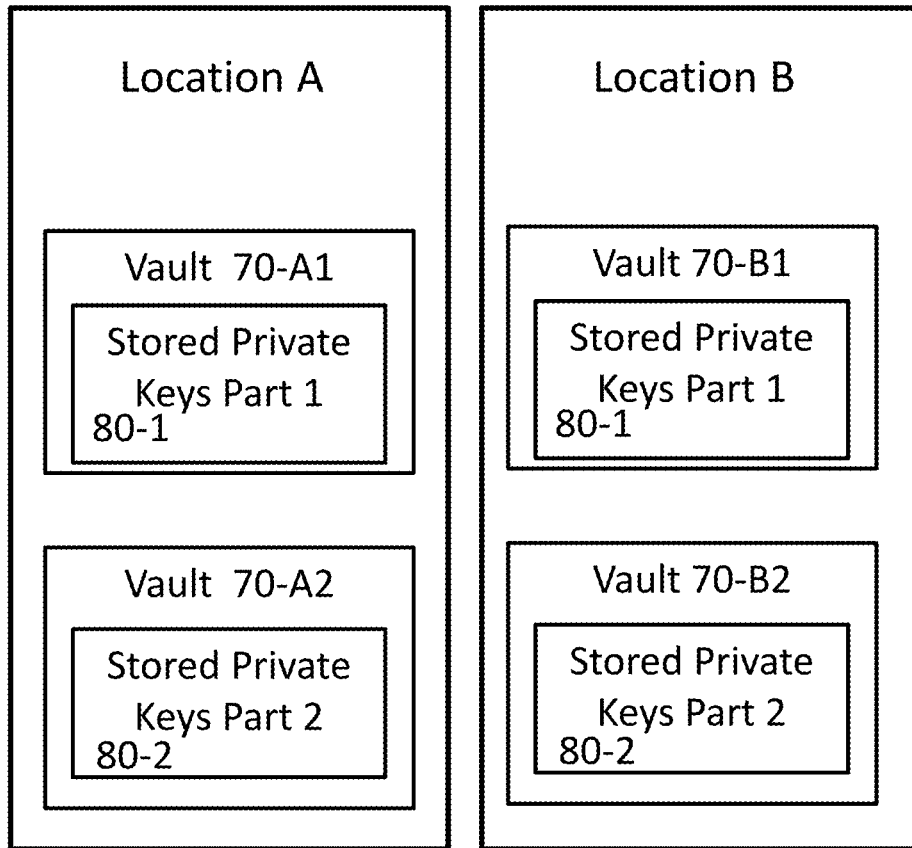 Location A
Vault 70-A1
Stored Private
Keys Part 1
80-1
Vault 70-A2
Stored Private
Keys Part 2
80-2
Location B
Vault 70-B1
Stored Private
Keys Part 1
80-1
Vault 70-B2
Stored Private
Keys Part 2
80-2